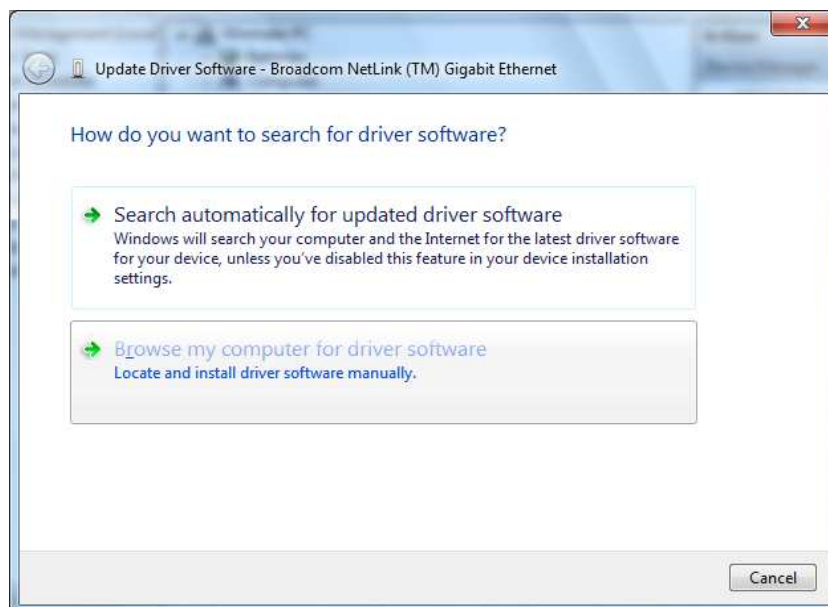 Update Driver Software - Broadcom NetLink (TM) Gigabit Ethernet
How do you want to search for driver software?
Search automatically for updated driver software
Windows will search your computer and the Internet for the latest driver software
for your device, unless you've disabled this feature in your device installation
settings.
Browse my computer for driver software
Locate and install driver software manually.
Cancel